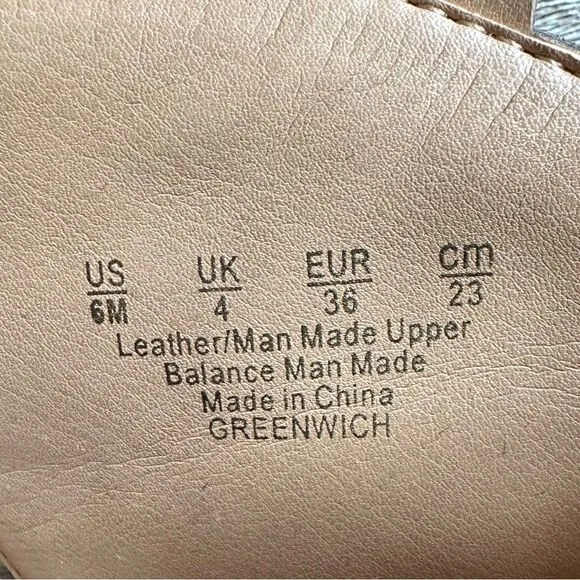 US UK EUR cm
6M 4 36 23
Leather/Man Made Upper
Balance Man Made
Made in China
GREENWICH